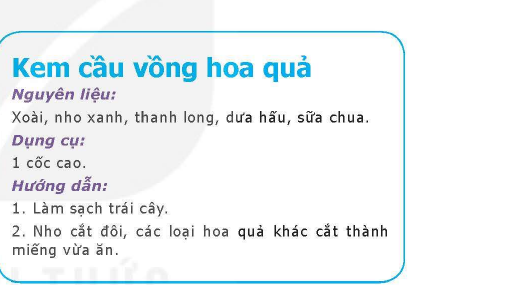 Kem cầu vồng hoa quả
Nguyên liệu:
Xoài, nho xanh, thanh long, dưa hấu, sữa chua.
Dụng cụ:
1 cốc cao.
Hướng dẫn:
1. Làm sạch trái cây.
2. Nho cắt đôi, các loại hoa quả khác cắt thành
miếng vừa ăn.